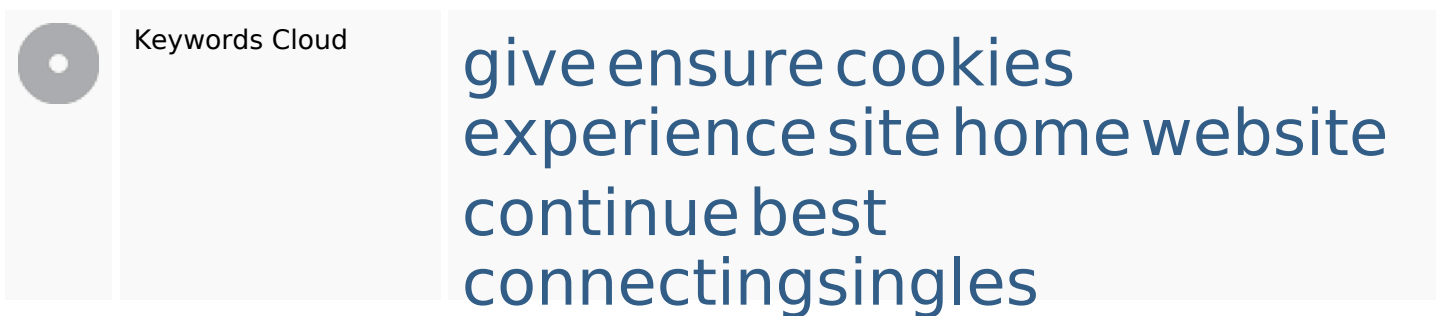 Keywords Cloud
give ensure cookies
experience site home website
continue best
connectingsingles